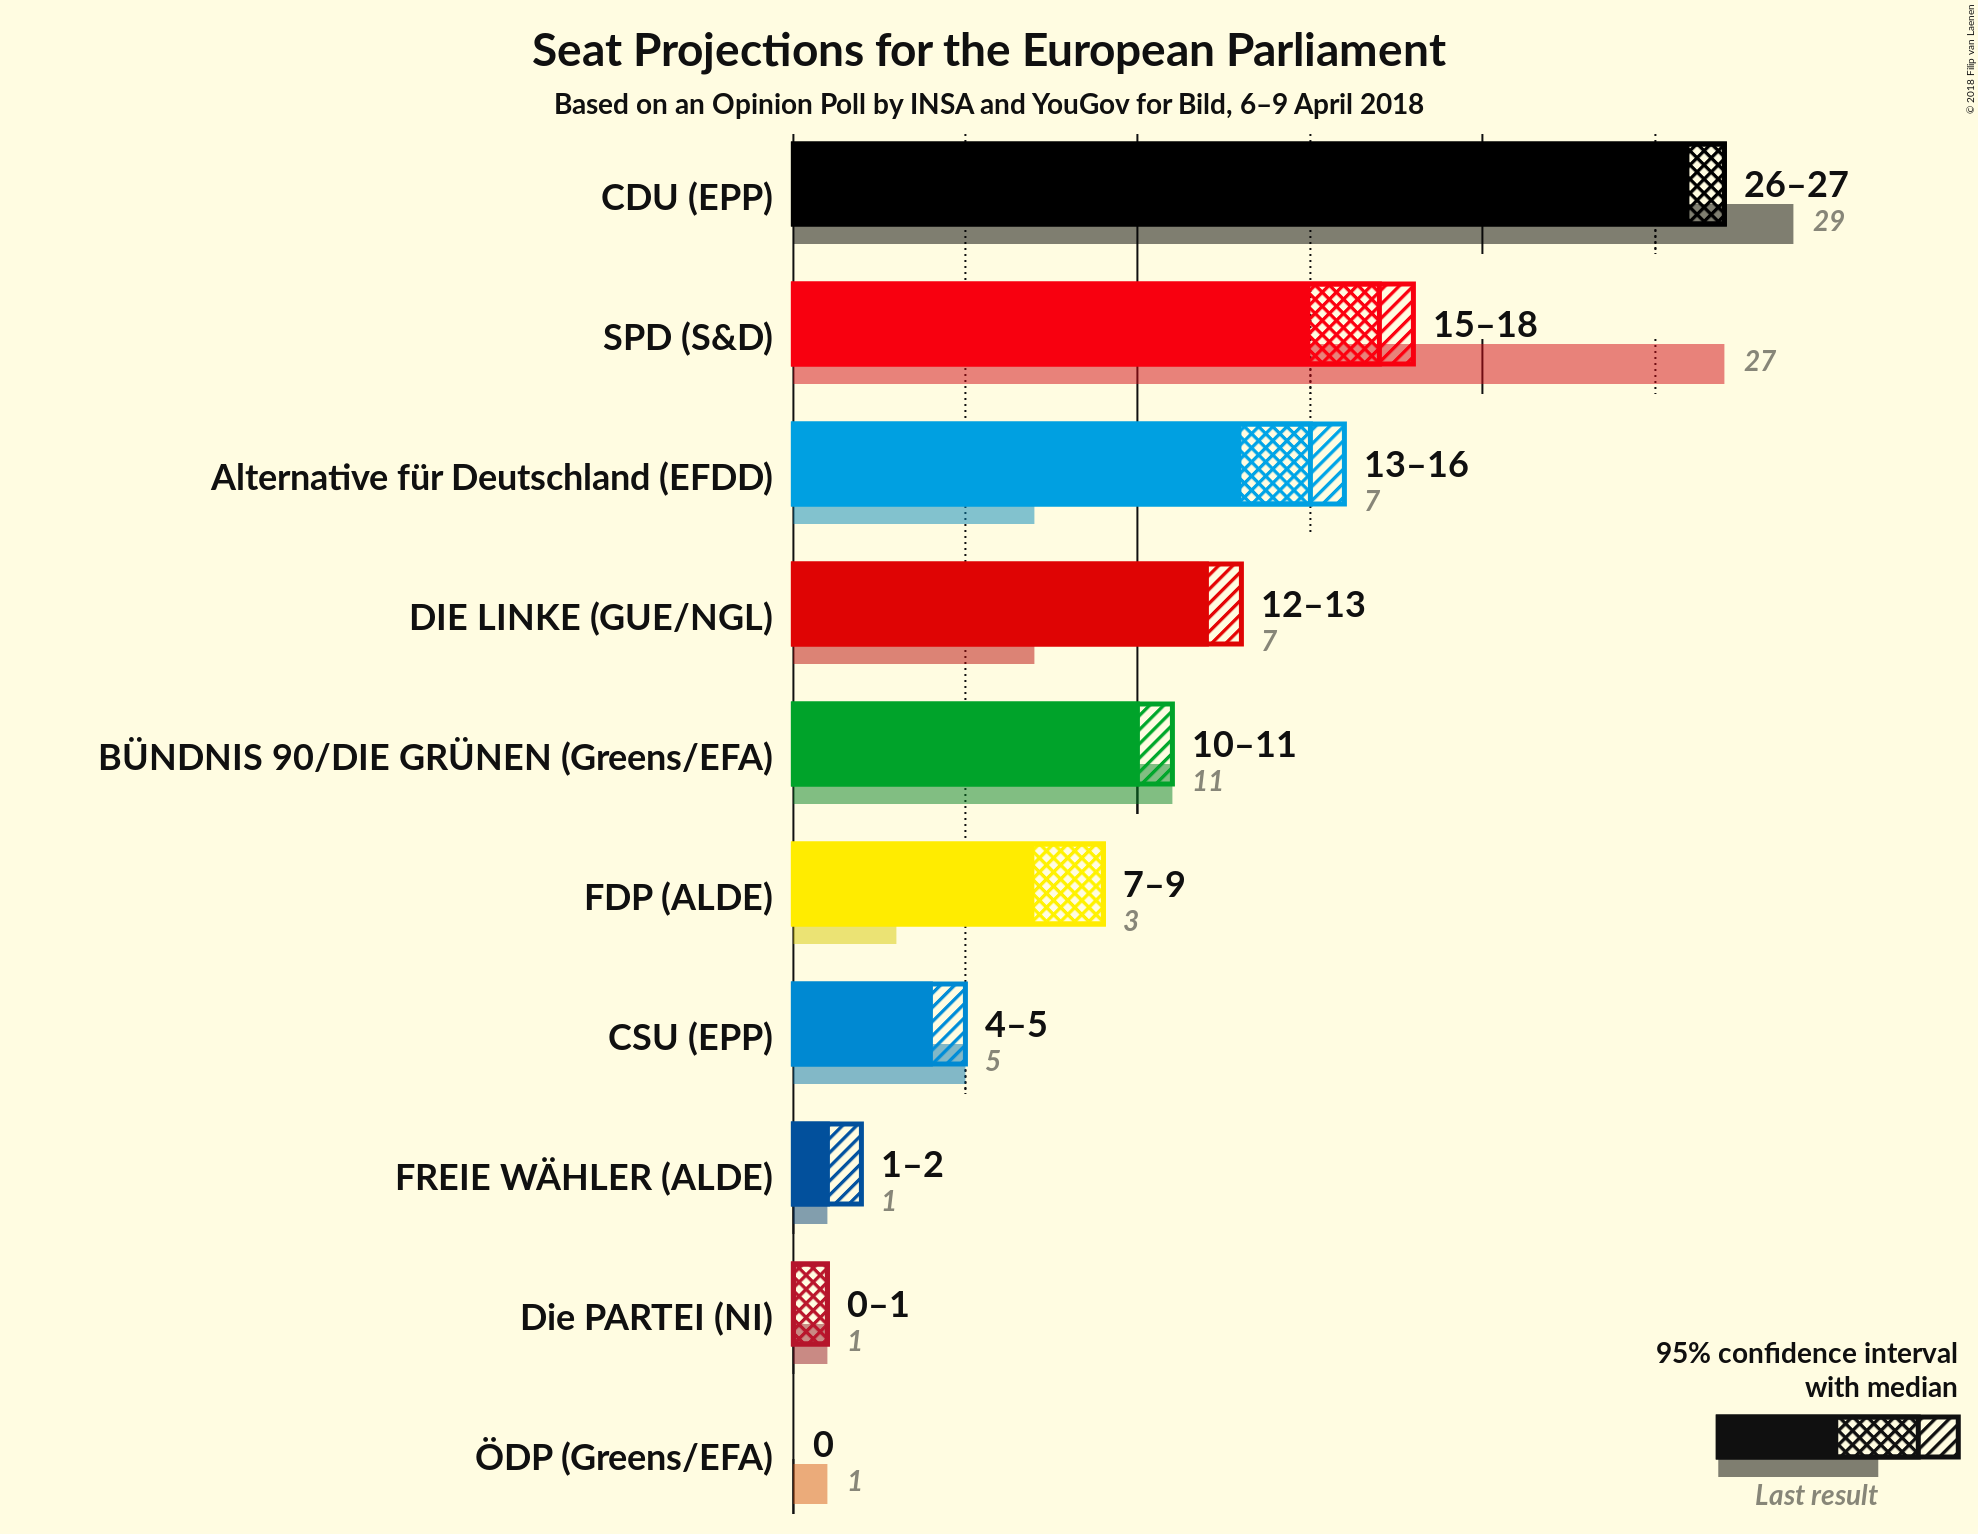 Seat Projections for the European Parliament
Based on an Opinion Poll by INSA and YouGov for Bild, 6–9 April 2018
© 2018 Filip van Laenen
CDU (EPP)
26–27
29
SPD (S&D)
15–18
27
Alternative für Deutschland (EFDD)
13–16
7
DIE LINKE (GUE/NGL)
12–13
7
BÜNDNIS 90/DIE GRÜNEN (Greens/EFA)
10–11
11
FDP (ALDE)
7–9
3
CSU (EPP)
4–5
5
FREIE WÄHLER (ALDE)
1–2
1
Die PARTEI (NI)
0–1
1
ÖDP (Greens/EFA)
0
1
95% confidence interval
with median
Last result